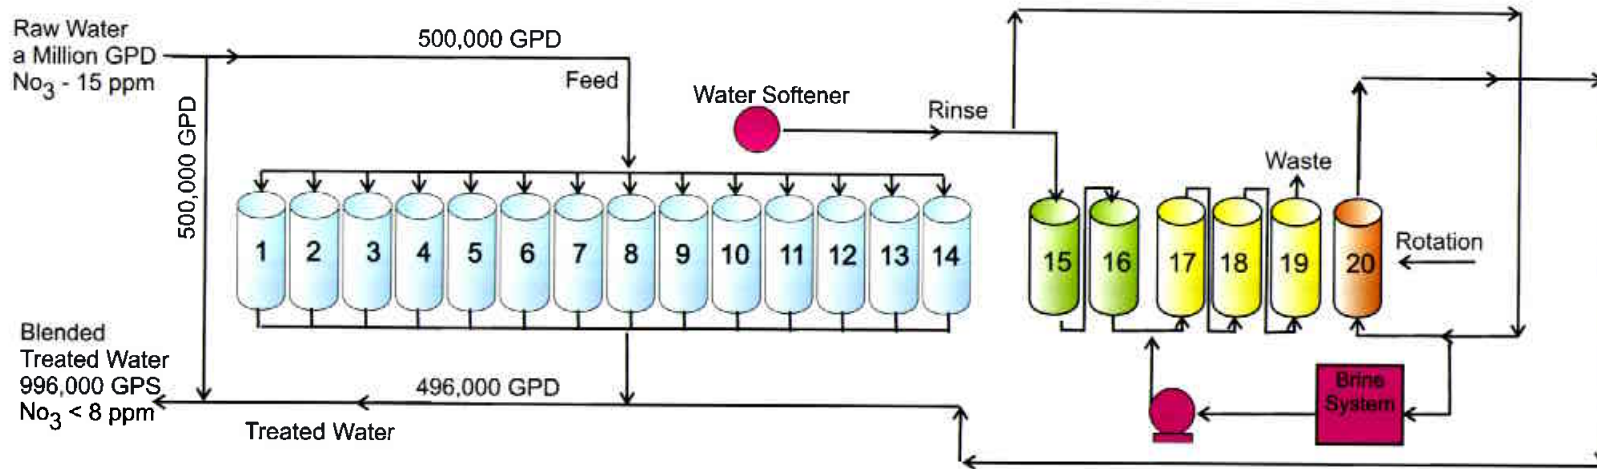 Raw Water
a Million GPD
No3 - 15 ppm
500,000 GPD
Feed
500,000 GPD
Water Softener
Rinse
Waste
Rotation
1 2 3 4 5 6 7 8 9 10 11 12 13 14
15 16 17 18 19 20
Blended
Treated Water
996,000 GPS
No3 < 8 ppm
496,000 GPD
Treated Water
Brine
System